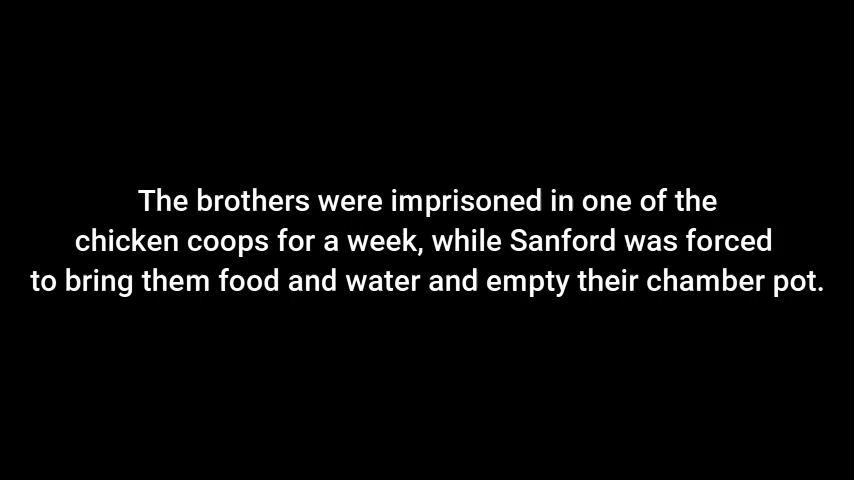 The brothers were imprisoned in one of the
chicken coops for a week, while Sanford was forced
to bring them food and water and empty their chamber pot.